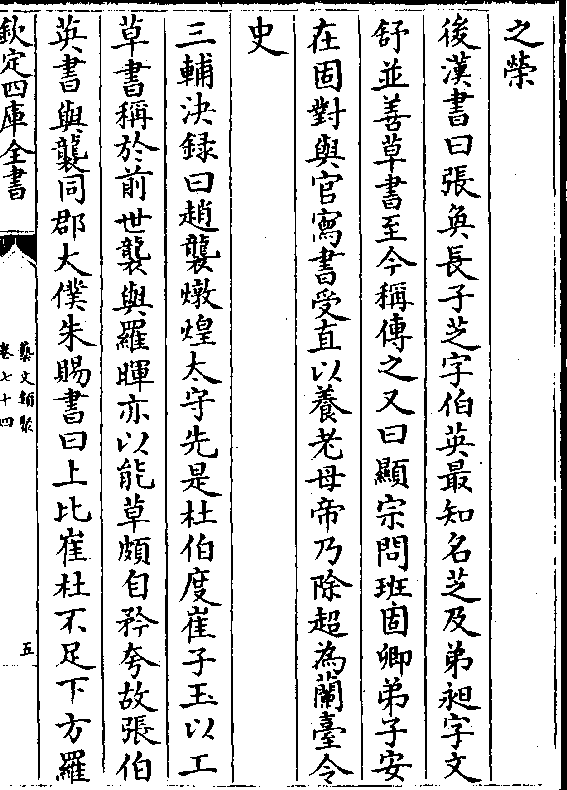 之榮
後漢書曰張奐長子芝字伯英最知名芝及弟昶字文
舒並善草書至今稱傳之又曰顯宗問班固卿弟子安
在固對與官寫書受直以養老母帝乃除超為蘭臺令
史
三輔決録曰趙襲燉煌太守先是杜伯度崔子玉以工
草書稱於前世襲與羅暉亦以能草頗自矜夸故張伯
英書與襲同郡大僕朱賜書曰上比崔杜不足下方羅
欽定四庫全書
藝文類聚
卷七十四
五